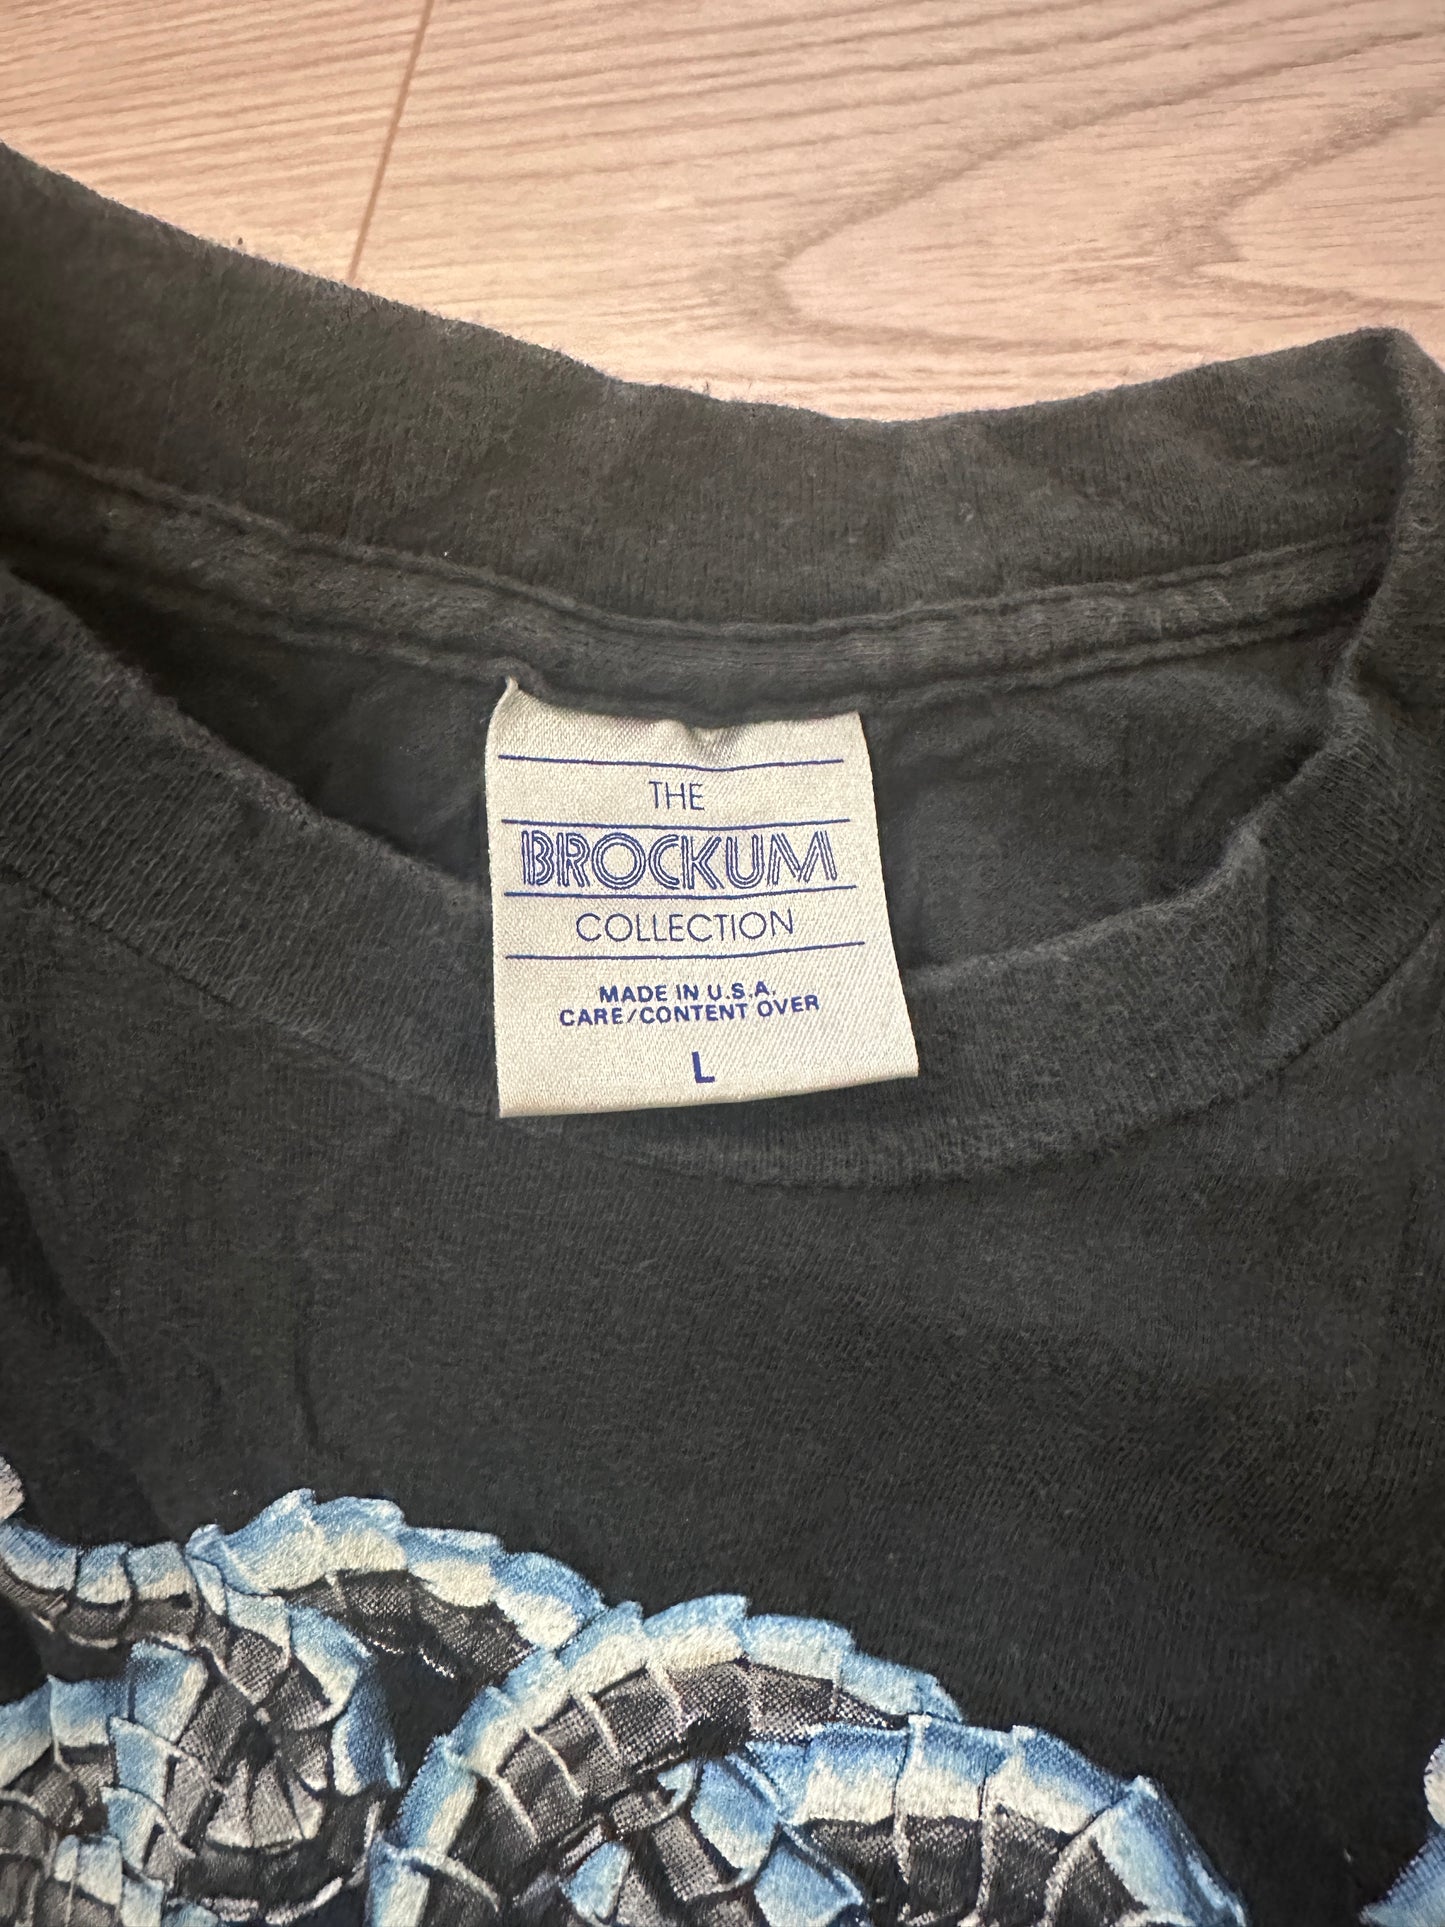 THE
BROCKUM
COLLECTION
MADE IN U.S.A.
CARE/CONTENT OVER
L